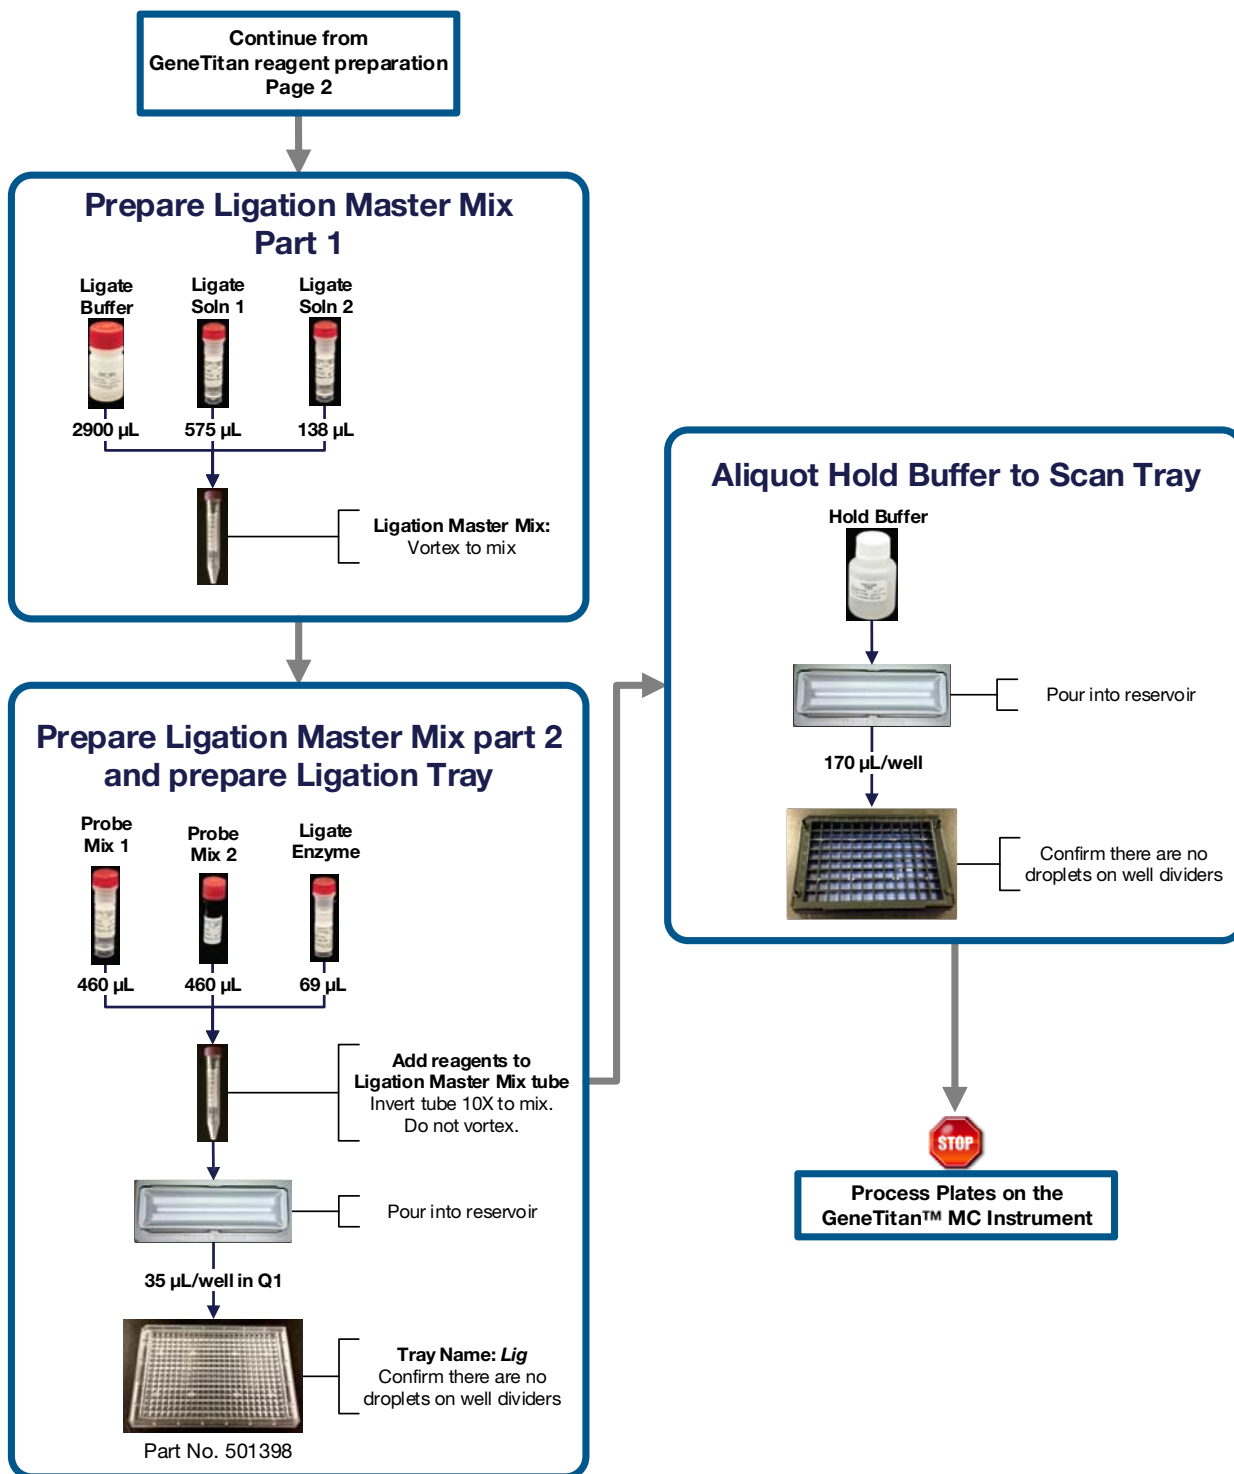 Continue from
GeneTitan reagent preparation
Page 2
Prepare Ligation Master Mix
Part 1
Ligate
Buffer
Ligate
Soln 1
Ligate
Soln 2
2900 µL
575 µL
138 µL
Ligation Master Mix:
Vortex to mix
Prepare Ligation Master Mix part 2
and prepare Ligation Tray
Probe
Mix 1
Probe
Mix 2
Ligate
Enzyme
460 µL
460 µL
69 µL
Add reagents to
Ligation Master Mix tube
Invert tube 10X to mix.
Do not vortex.
Pour into reservoir
35 µL/well in Q1
Tray Name: Lig
Confirm there are no
droplets on well dividers
Part No. 501398
Aliquot Hold Buffer to Scan Tray
Hold Buffer
Pour into reservoir
170 µL/well
Confirm there are no
droplets on well dividers
STOP
Process Plates on the
GeneTitan™ MC Instrument